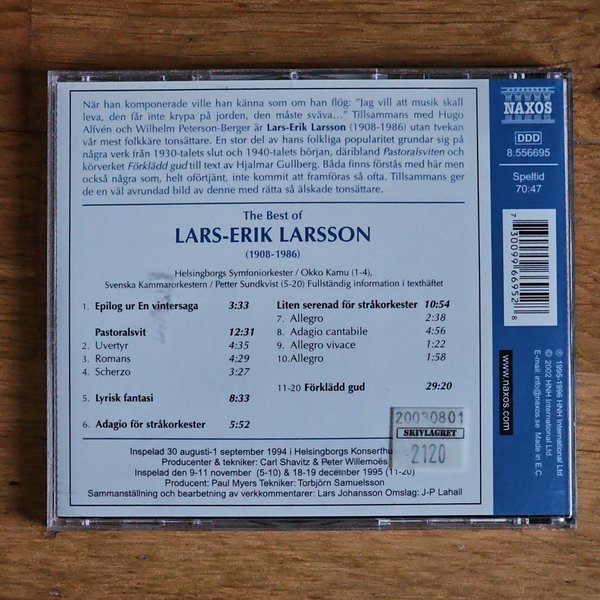 När han komponerade ville han känna som om han flög: "Jag vill att musik skall
leva, den får inte krypa på jorden, den måste sväva…" Tillsammans med Hugo
Alfvén och Wilhelm Peterson-Berger är Lars-Erik Larsson (1908-1986) utan tvekan
vår mest folkkäre tonsättare. En stor del av hans folkliga popularitet grundar sig på
några verk från 1930-talets slut och 1940-talets början, däribland Pastoralsviten och
körverket Förklädd gud till text av Hjalmar Gullberg. Båda finns förstås med här men
också några som, helt oförtjänt, inte kommit att framföras så ofta. Tillsammans ger
de en väl avrundad bild av denne med rätta så älskade tonsättare.
The Best of
LARS-ERIK LARSSON
(1908-1986)
Helsingborgs Symfoniorkester / Okko Kamu (1-4),
Svenska Kammarorkestern / Petter Sundkvist (5-20) Fullständig information i texthäftet
1. Epilog ur En vintersaga 3:33
Pastoralsvit 12:31
2. Uvertyr 4:35
3. Romans 4:29
4. Scherzo 3:27
5. Lyrisk fantasi 8:33
6. Adagio för stråkorkester 5:52
Liten serenad för stråkorkester 10:54
7. Allegro 2:38
8. Adagio cantabile 4:56
9. Allegro vivace 1:22
10. Allegro 1:58
11-20 Förklädd gud 29:20
20030801
SKIVLAGRET
2120
Inspelad 30 augusti-1 september 1994 i Helsingborgs Konserthu
Producenter & tekniker: Carl Shavitz & Peter Willemoës
Inspelad den 9-11 november (5-10) & 18-19 december 1995 (11-20)
Producent: Paul Myers Tekniker: Torbjörn Samuelsson
Sammanställning och bearbetning av verkkommentarer: Lars Johansson Omslag: J-P Lahall
NAXOS
DDD
8.556695
Speltid
70:47
7 30099 66952 8
www.naxos.com
℗ 1995-1996 HNH International Ltd.
© 2002 HNH International Ltd.
E-mail: info@naxos.se Made in E.C.